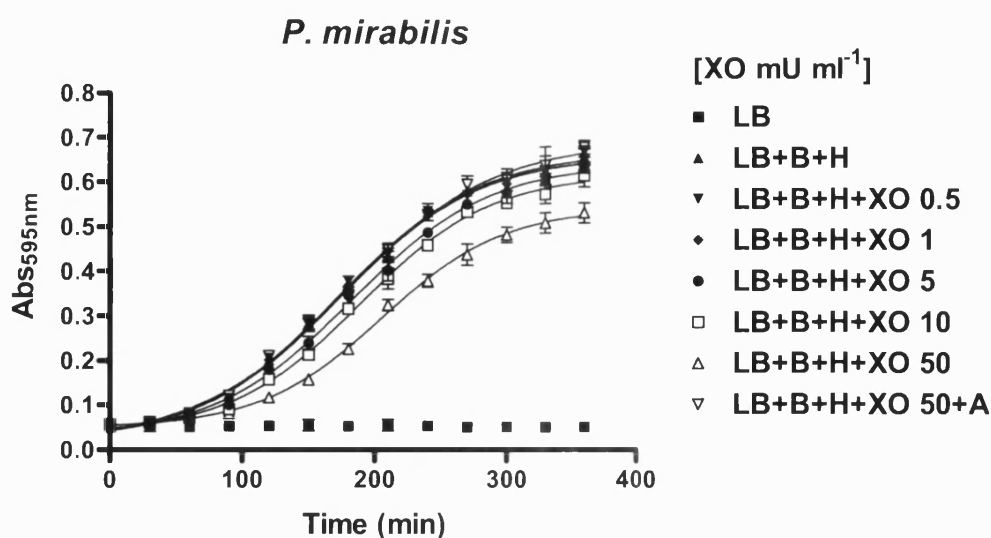 P. mirabilis
[XO mU ml⁻¹]
LB
LB+B+H
LB+B+H+XO 0.5
LB+B+H+XO 1
LB+B+H+XO 5
LB+B+H+XO 10
LB+B+H+XO 50
LB+B+H+XO 50+A
Abs595nm
0.8
0.7
0.6
0.5
0.4
0.3
0.2
0.1
0.0
0 100 200 300 400
Time (min)